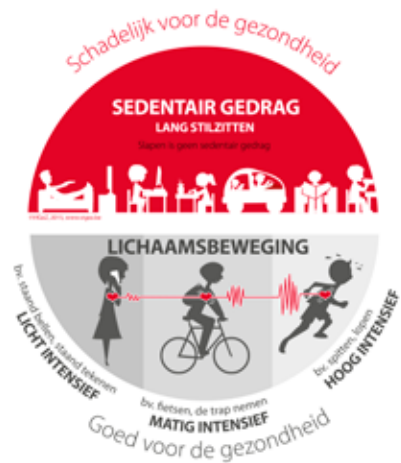 Schadelijk voor de gezondheid
SEDENTAIR GEDRAG
LANG STILZITTEN
Slapen is geen sedentair gedrag
LICHAAMSBEWEGING
bv. staand bellen, staand tekenen
LICHT INTENSIEF
bv. fietsen, de trap nemen
MATIG INTENSIEF
bv. spitten, lopen
HOOG INTENSIEF
Goed voor de gezondheid